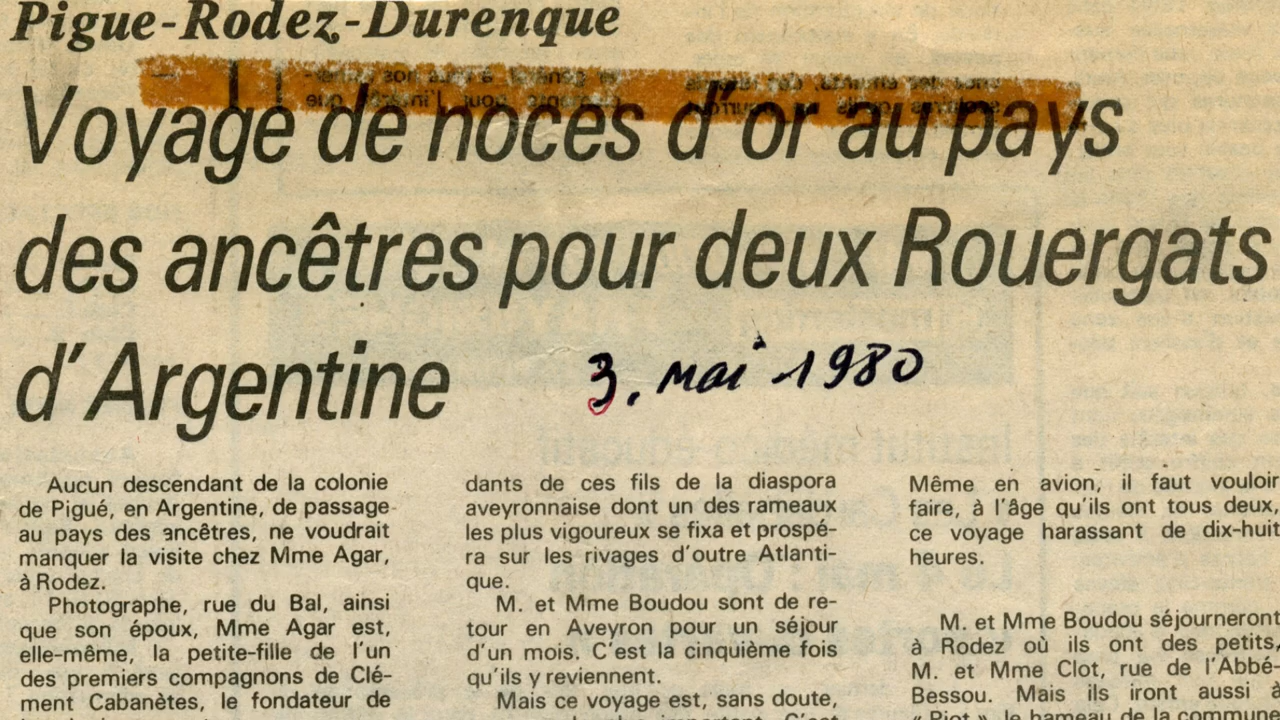 Pigue-Rodez-Durenque
Voyage de noces d'or au pays
des ancêtres pour deux Rouergats
d'Argentine
3. mai 1980
Aucun descendant de la colonie
de Pigué, en Argentine, de passage
au pays des ancêtres, ne voudrait
manquer la visite chez Mme Agar,
à Rodez.
Photographe, rue du Bal, ainsi
que son époux, Mme Agar est,
elle-même, la petite-fille de l'un
des premiers compagnons de Clé-
ment Cabanètes, le fondateur de
dants de ces fils de la diaspora
aveyronnaise dont un des rameaux
les plus vigoureux se fixa et prospé-
ra sur les rivages d'outre Atlanti-
que.
M. et Mme Boudou sont de re-
tour en Aveyron pour un séjour
d'un mois. C'est la cinquième fois
qu'ils y reviennent.
Mais ce voyage est, sans doute,
Même en avion, il faut vouloir
faire, à l'âge qu'ils ont tous deux,
ce voyage harassant de dix-huit
heures.
M. et Mme Boudou séjourneront
à Rodez où ils ont des petits,
M. et Mme Clot, rue de l'Abbé-
Bessou. Mais ils iront aussi à
« Riot », le hameau de la commune